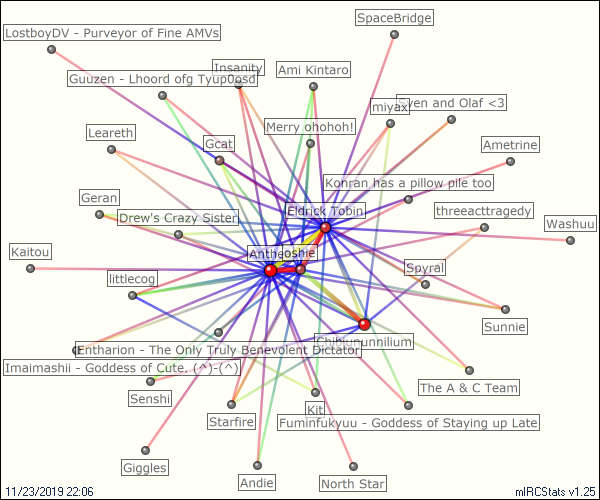 SpaceBridge
LostboyDV - Purveyor of Fine AMVs
Insanity
Ami Kintaro
Guuzen - Lhoord ofg Tyup0osd
miyax
Sven and Olaf <3
Merry ohohoh!
Leareth
Gcat
Ametrine
Konran has a pillow pile too
Geran
Eldrick Tobin
threeacttragedy
Drew's Crazy Sister
Washuu
Kaitou
Anth
oshie
Spyral
littlecog
Sunnie
Chibiununnilium
Entharion - The Only Truly Benevolent Dictator
Imaimashii - Goddess of Cute. (^)-(^)
The A & C Team
Senshi
Kit
Starfire
Fuminfukyuu - Goddess of Staying up Late
Giggles
Andie
North Star
11/23/2019 22:06
mIRCStats v1.25